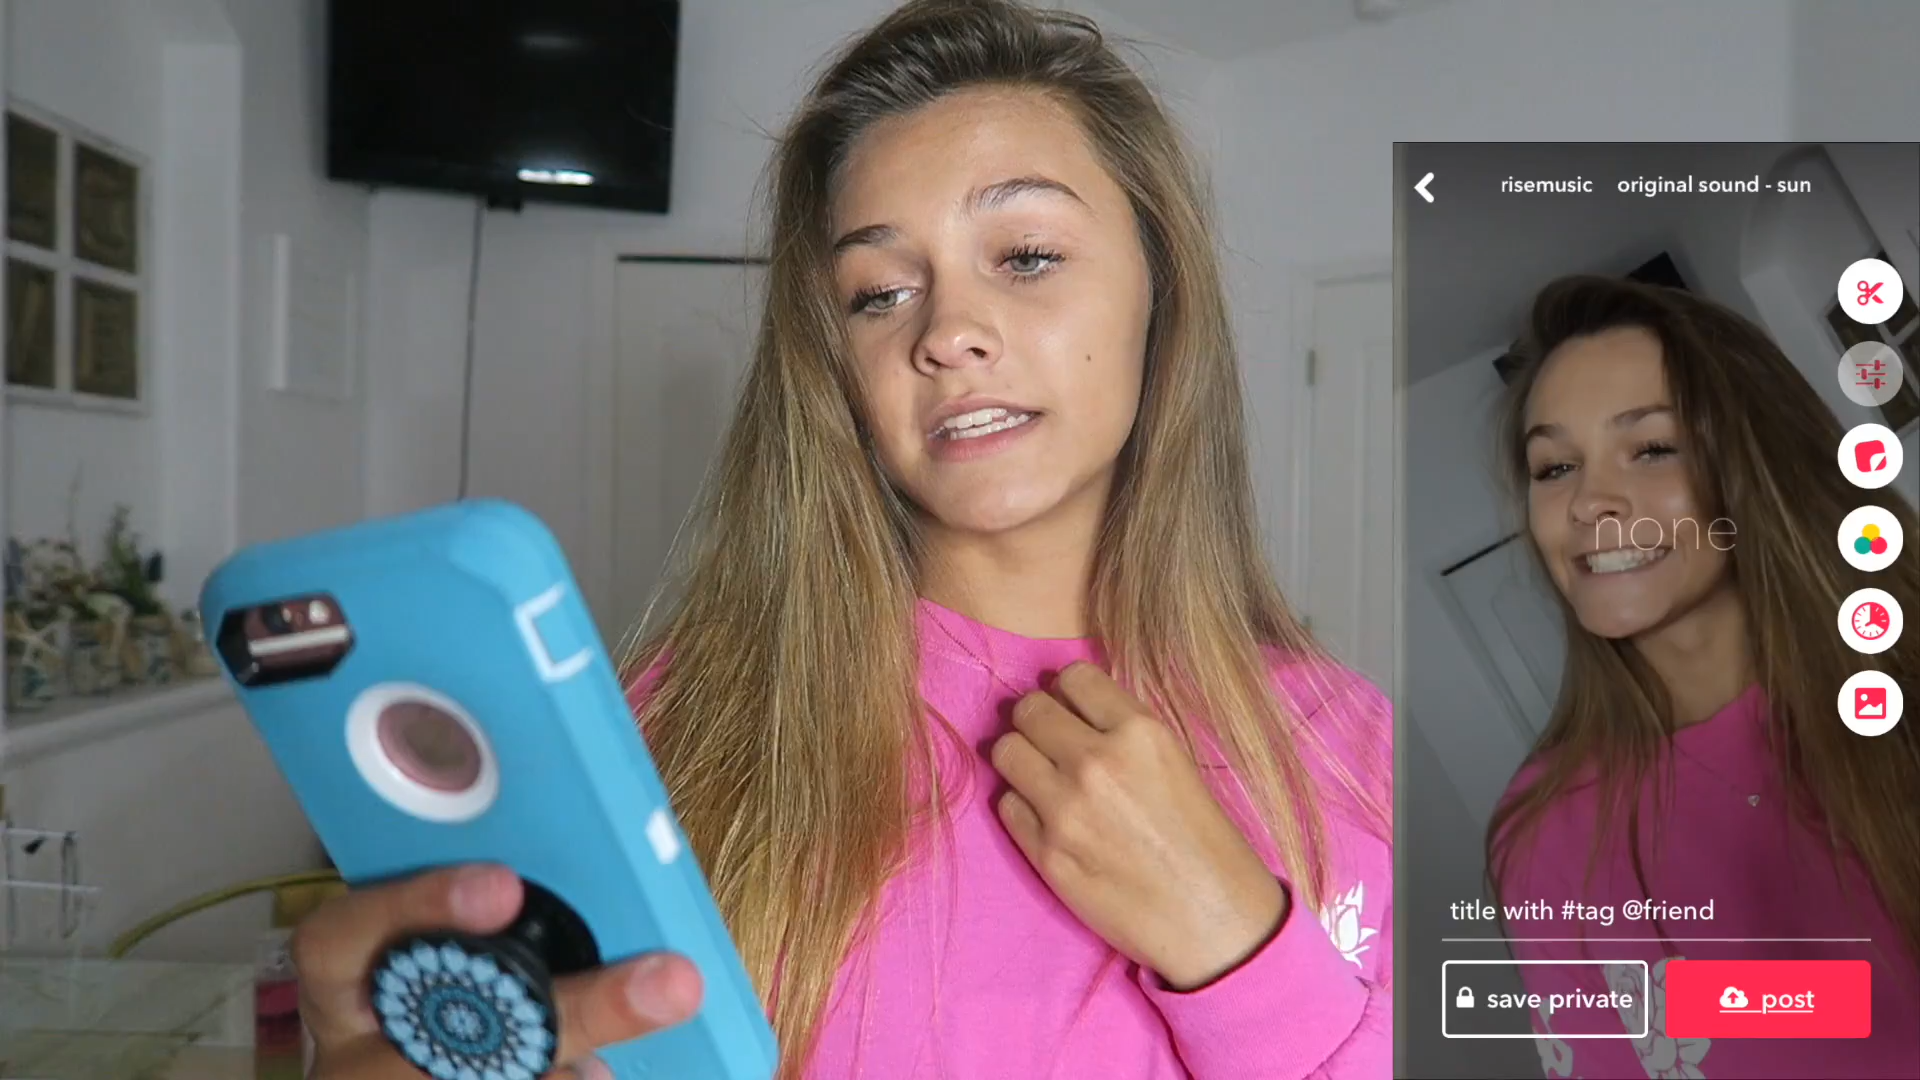 risemusic original sound - sun
none
title with #tag @friend
save private
post